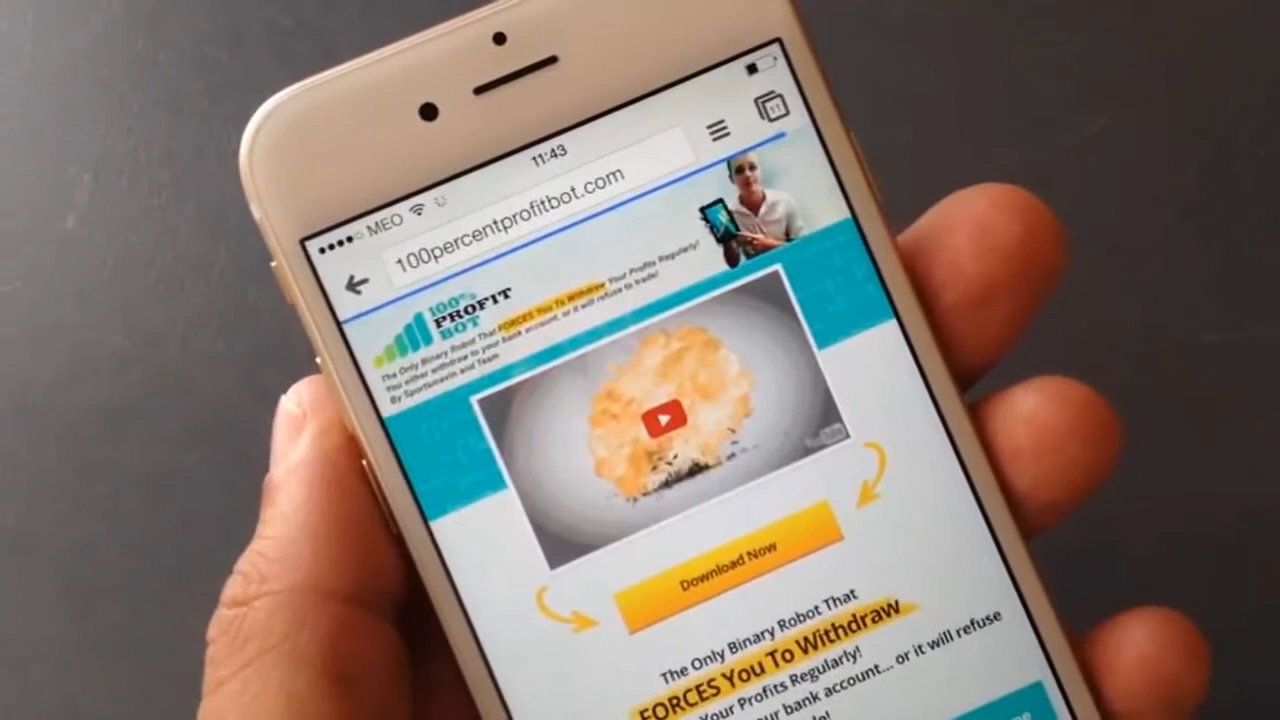 MEO
11:43
11
100percentprofitbot.com
100%
PROFIT
BOT
The Only Binary Robot That FORCES You To Withdraw Your Profits Regularly!
You either withdraw to your bank account, or it will refuse to trade!
By Sportsmavin and Team
YouTube
Download Now
The Only Binary Robot That
FORCES You To Withdraw
Your Profits Regularly!
our bank account... or it will refuse